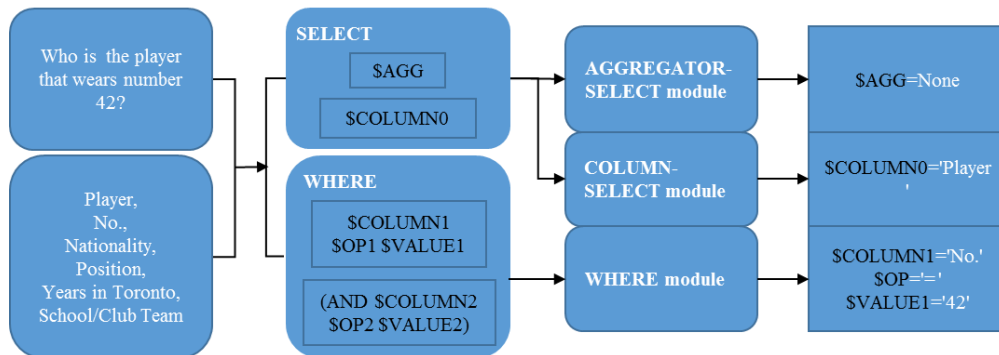 Who is the player
that wears number
42?
Player,
No.,
Nationality,
Position,
Years in Toronto,
School/Club Team
SELECT
$AGG
$COLUMN0
WHERE
$COLUMN1
$OP1 $VALUE1
(AND $COLUMN2
$OP2 $VALUE2)
AGGREGATOR-
SELECT module
COLUMN-
SELECT module
WHERE module
$AGG=None
$COLUMN0='Player
'
$COLUMN1='No.'
$OP='='
$VALUE1='42'